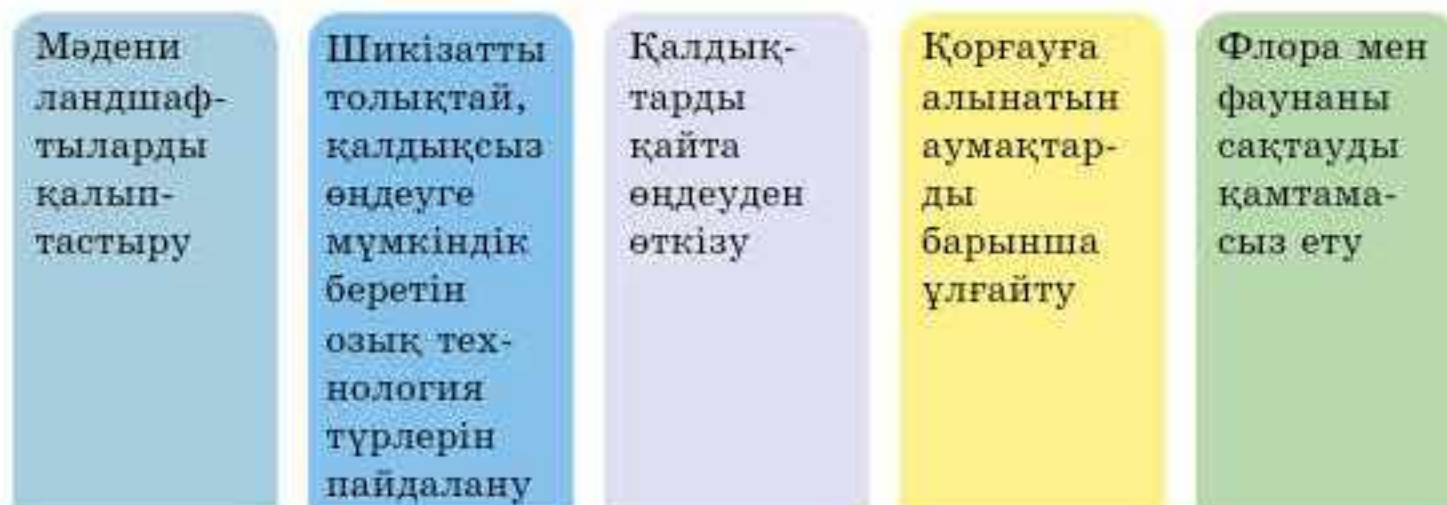 Мәдени
ландшаф-
тыларды
қалып-
тастыру
Шикізатты
толықтай,
қалдықсыз
өңдеуге
мүмкіндік
беретін
озық тех-
нология
түрлерін
пайдалану
Қалдық-
тарды
қайта
өңдеуден
өткізу
Қорғауға
алынатын
аумақтар-
ды
барынша
ұлғайту
Флора мен
фаунаны
сақтауды
қамтама-
сыз ету